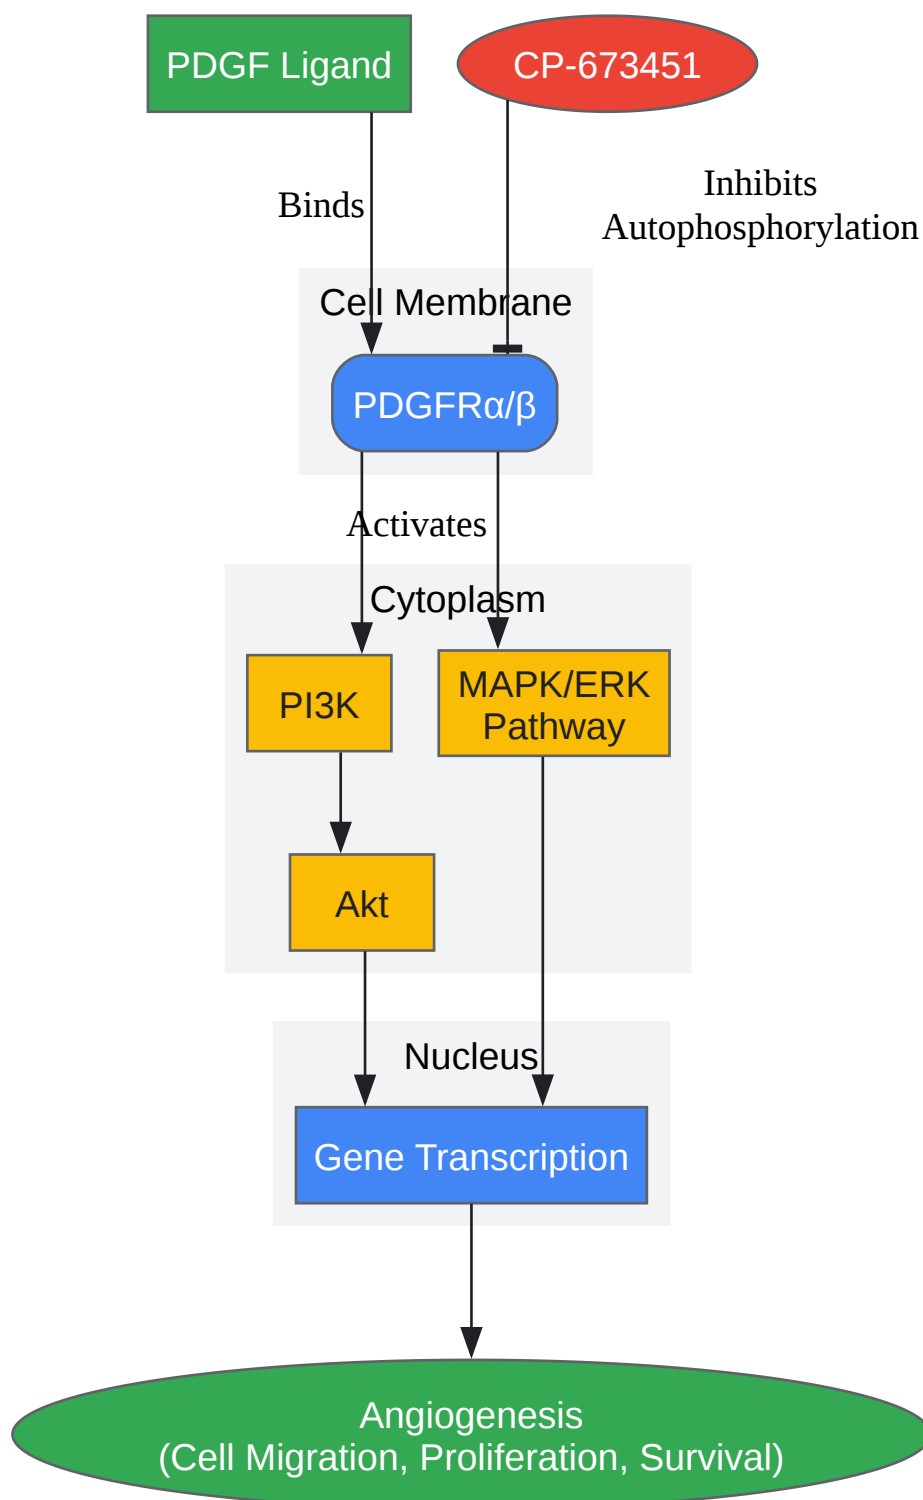 PDGF Ligand
CP-673451
Binds
Inhibits
Autophosphorylation
Cell Membrane
PDGFRα/β
Activates
Cytoplasm
PI3K
MAPK/ERK
Pathway
Akt
Nucleus
Gene Transcription
Angiogenesis
(Cell Migration, Proliferation, Survival)